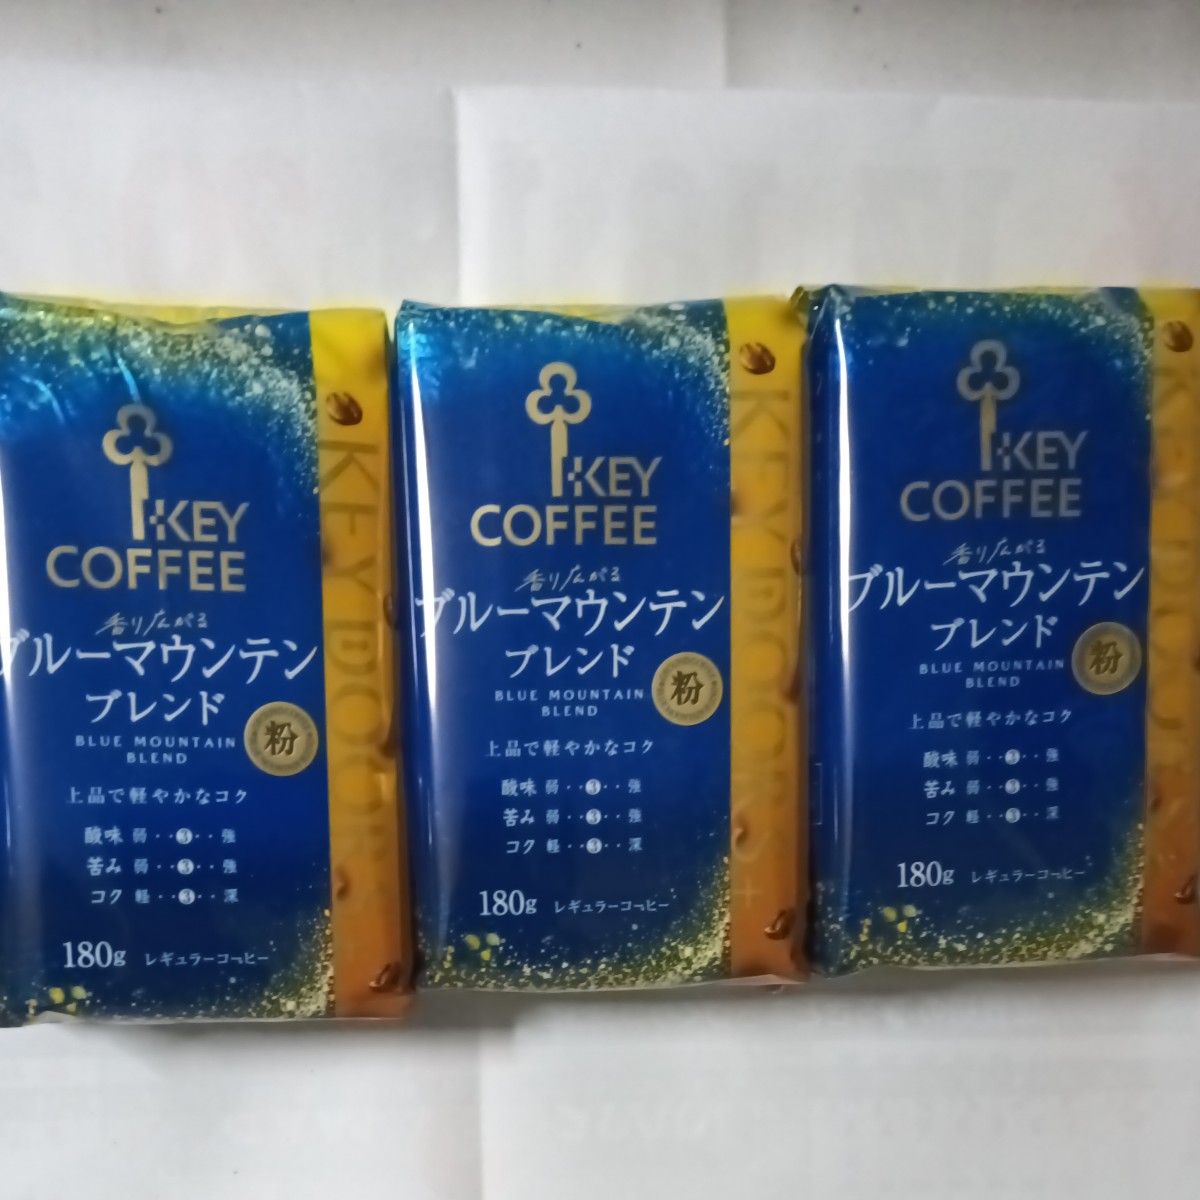 KEY
COFFEE
香り広がる
ブルーマウンテン
ブレンド
粉
BLUE MOUNTAIN
BLEND
上品で軽やかなコク
酸味 弱・・3・・強
苦み 弱・・3・・強
コク 軽・・3・・深
180g レギュラーコーヒー
KEY DOOR
KEY
COFFEE
香り広がる
ブルーマウンテン
ブレンド
粉
BLUE MOUNTAIN
BLEND
上品で軽やかなコク
酸味 弱・・3・・強
苦み 弱・・3・・強
コク 軽・・3・・深
180g レギュラーコーヒー
KEY DOOR+
KEY
COFFEE
香り広がる
ブルーマウンテン
ブレンド
粉
BLUE MOUNTAIN
BLEND
上品で軽やかなコク
酸味 弱・・3・・強
苦み 弱・・3・・強
コク 軽・・3・・深
180g レギュラーコーヒー